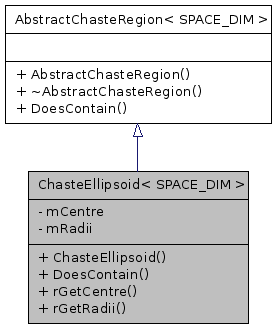 AbstractChasteRegion< SPACE_DIM >
+ AbstractChasteRegion()
+ ~AbstractChasteRegion()
+ DoesContain()
ChasteEllipsoid< SPACE_DIM >
- mCentre
- mRadii
+ ChasteEllipsoid()
+ DoesContain()
+ rGetCentre()
+ rGetRadii()